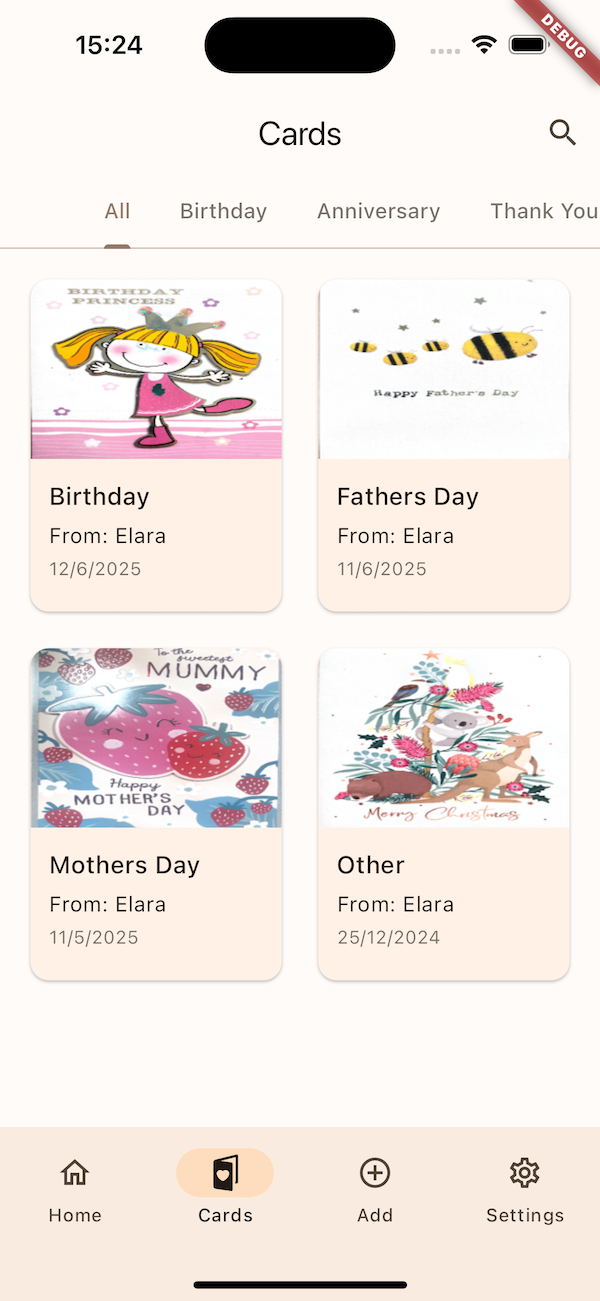 15:24
DEBUG
Cards
All Birthday Anniversary Thank You
BIRTHDAY
PRINCESS
Happy Father's Day
Birthday
From: Elara
12/6/2025
Fathers Day
From: Elara
11/6/2025
To the
sweetest
MUMMY
Happy
MOTHER'S
DAY
Merry Christmas
Mothers Day
From: Elara
11/5/2025
Other
From: Elara
25/12/2024
Home Cards Add Settings